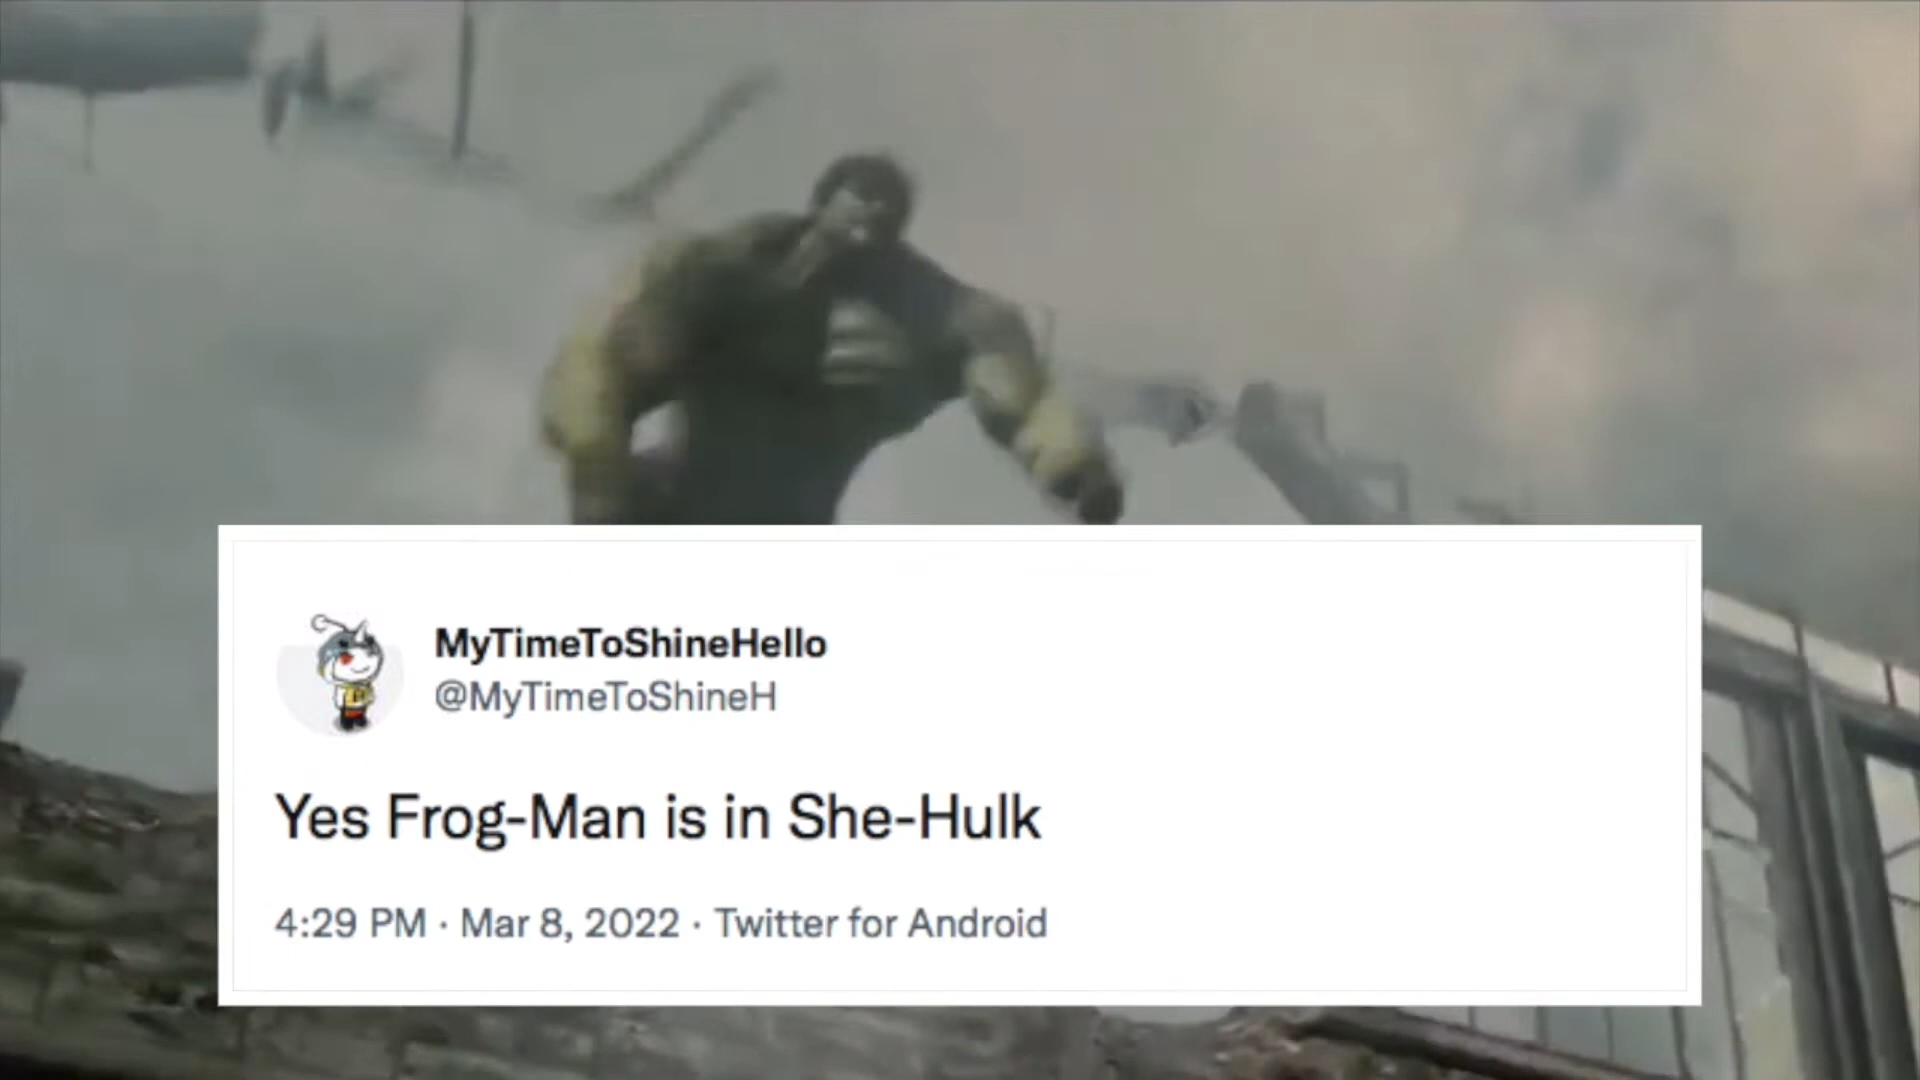 MyTimeToShineHello
@MyTimeToShineH
Yes Frog-Man is in She-Hulk
4:29 PM · Mar 8, 2022 · Twitter for Android